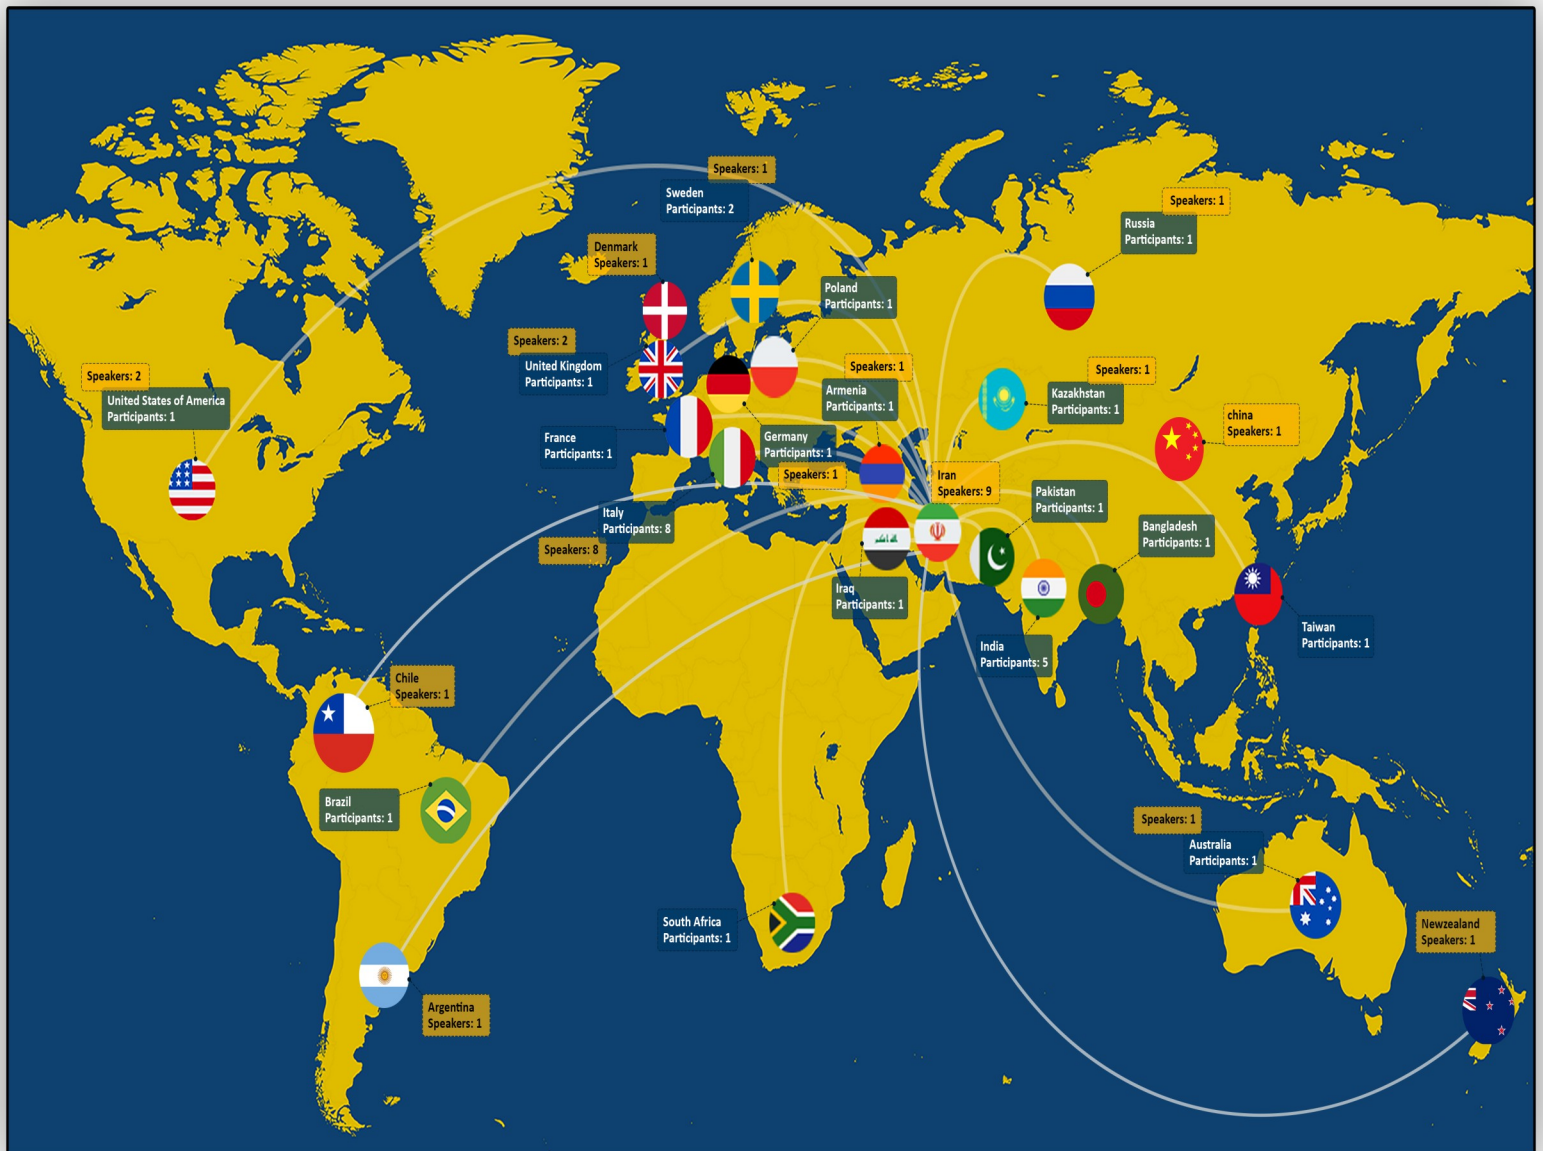 Speakers: 1
Sweden
Participants: 2
Speakers: 1
Russia
Participants: 1
Denmark
Speakers: 1
Poland
Participants: 1
Speakers: 2
United Kingdom
Participants: 1
Speakers: 2
United States of America
Participants: 1
Speakers: 1
Armenia
Participants: 1
Speakers: 1
Kazakhstan
Participants: 1
china
Speakers: 1
France
Participants: 1
Germany
Participants: 1
Speakers: 1
Iran
Speakers: 9
Pakistan
Participants: 1
Italy
Participants: 8
Speakers: 8
Bangladesh
Participants: 1
Iraq
Participants: 1
India
Participants: 5
Taiwan
Participants: 1
Chile
Speakers: 1
Brazil
Participants: 1
Speakers: 1
Australia
Participants: 1
South Africa
Participants: 1
Newzealand
Speakers: 1
Argentina
Speakers: 1